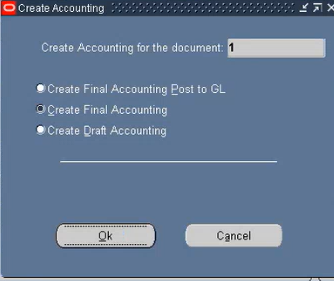 Create Accounting
Create Accounting for the document: 1
Create Final Accounting Post to GL
Create Final Accounting
Create Draft Accounting
Ok
Cancel